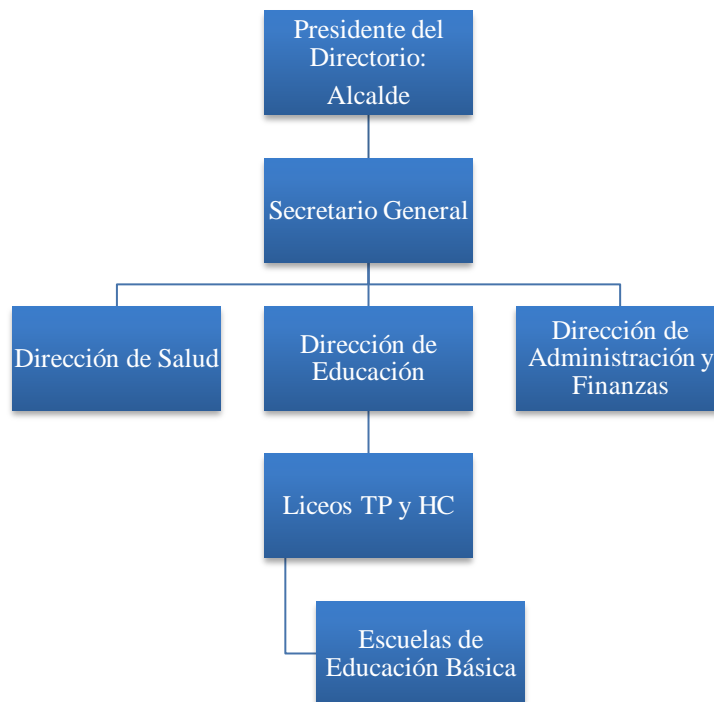 Presidente del
Directorio:
Alcalde
Secretario General
Dirección de Salud
Dirección de
Educación
Dirección de
Administración y
Finanzas
Liceos TP y HC
Escuelas de
Educación Básica